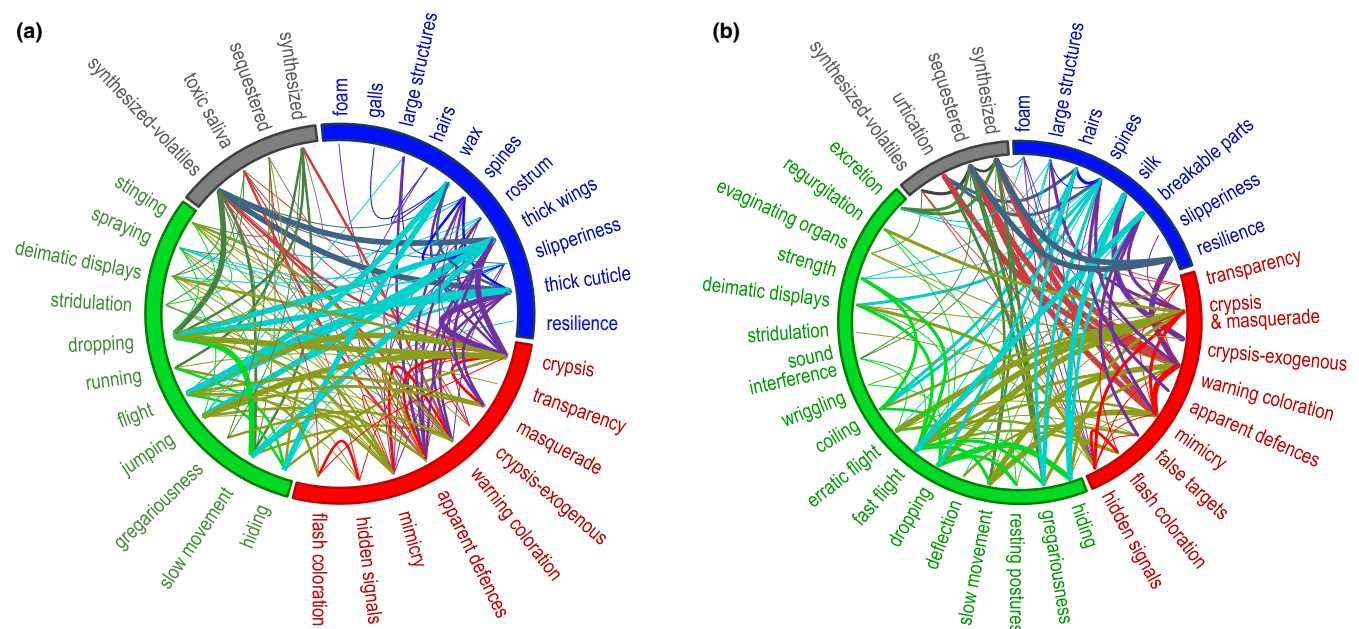 (a)
synthesized-volatiles
toxic saliva
sequestered
synthesized
foam
galls
large structures
hairs
wax
spines
rostrum
thick wings
slipperiness
thick cuticle
resilience
crypsis
transparency
masquerade
crypsis-exogenous
warning coloration
apparent defences
mimicry
hidden signals
flash coloration
hiding
slow movement
gregariousness
jumping
flight
running
dropping
stridulation
deimatic displays
spraying
stinging
(b)
synthesized-volatiles
urtication
sequestered
synthesized
foam
large structures
hairs
spines
silk
breakable parts
slipperiness
resilience
transparency
crypsis
& masquerade
crypsis-exogenous
warning coloration
apparent defences
mimicry
false targets
flash coloration
hidden signals
hiding
gregariousness
resting postures
slow movement
deflection
dropping
fast flight
erratic flight
coiling
wriggling
sound
interference
stridulation
deimatic displays
strength
evaginating organs
regurgitation
excretion